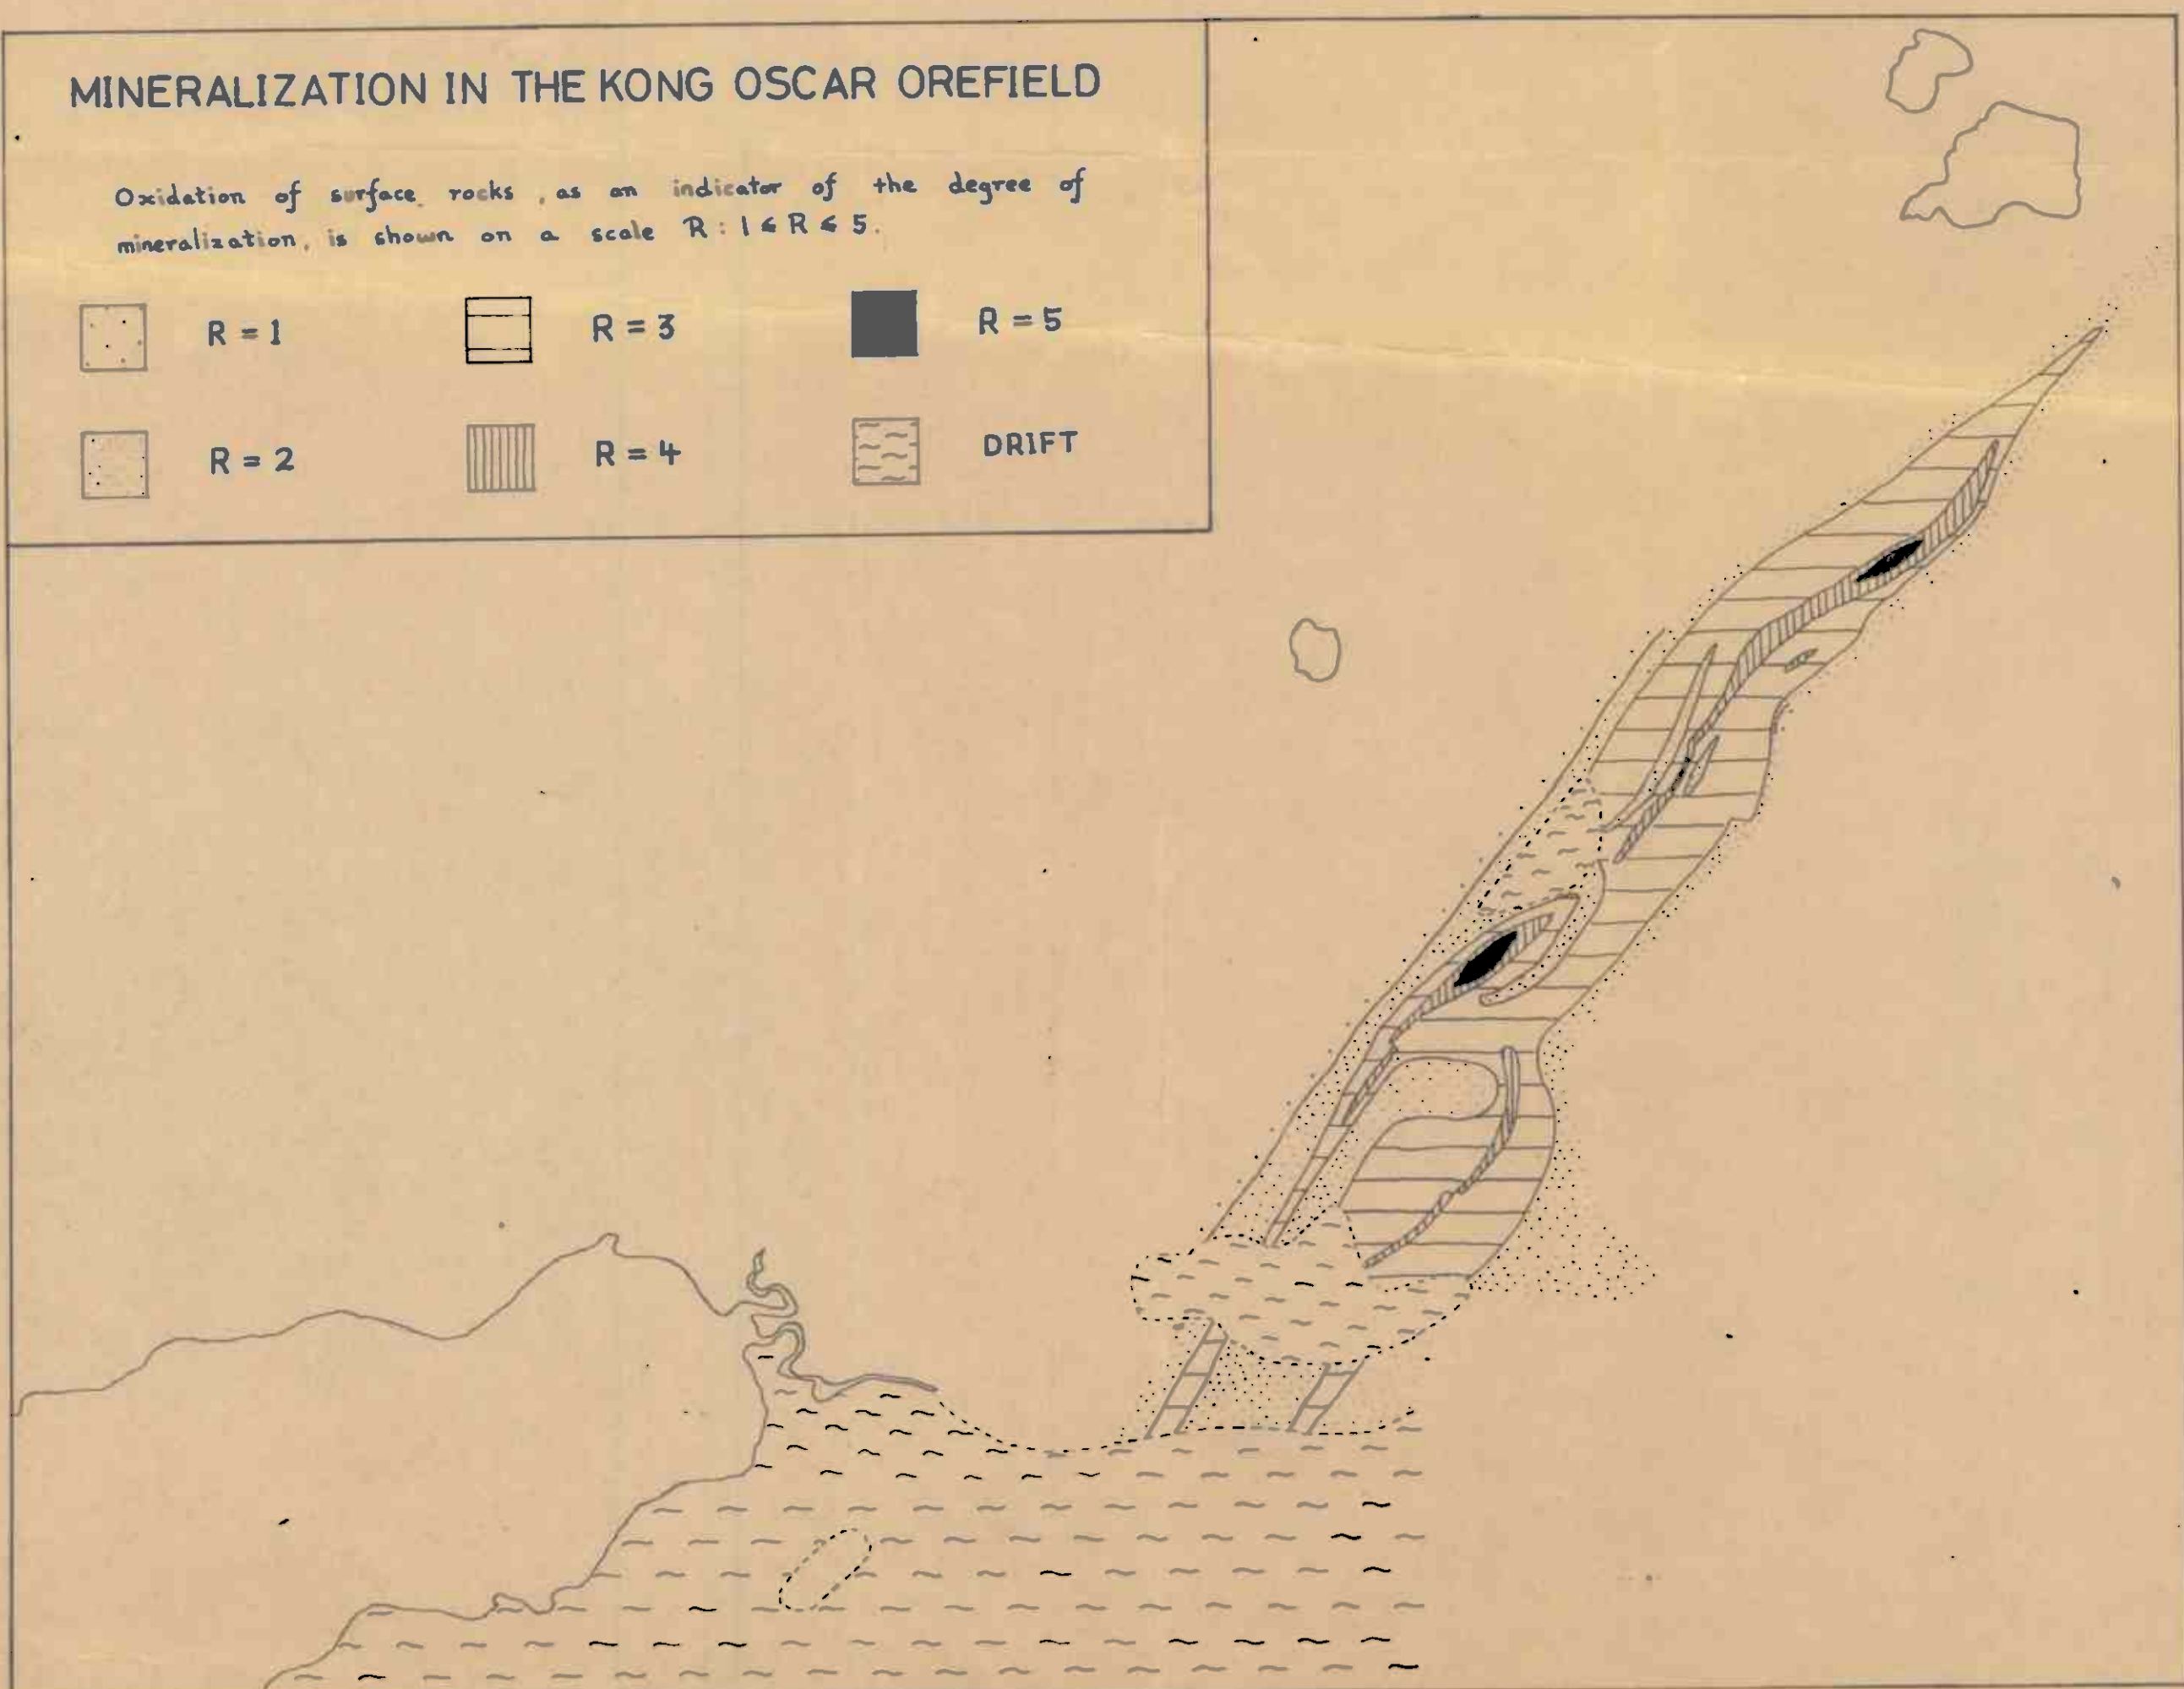 MINERALIZATION IN THE KONG OSCAR OREFIELD
Oxidation of surface rocks, as an indicator of the degree of
mineralization, is shown on a scale R : 1 ≤ R ≤ 5.
R = 1
R = 3
R = 5
R = 2
R = 4
DRIFT